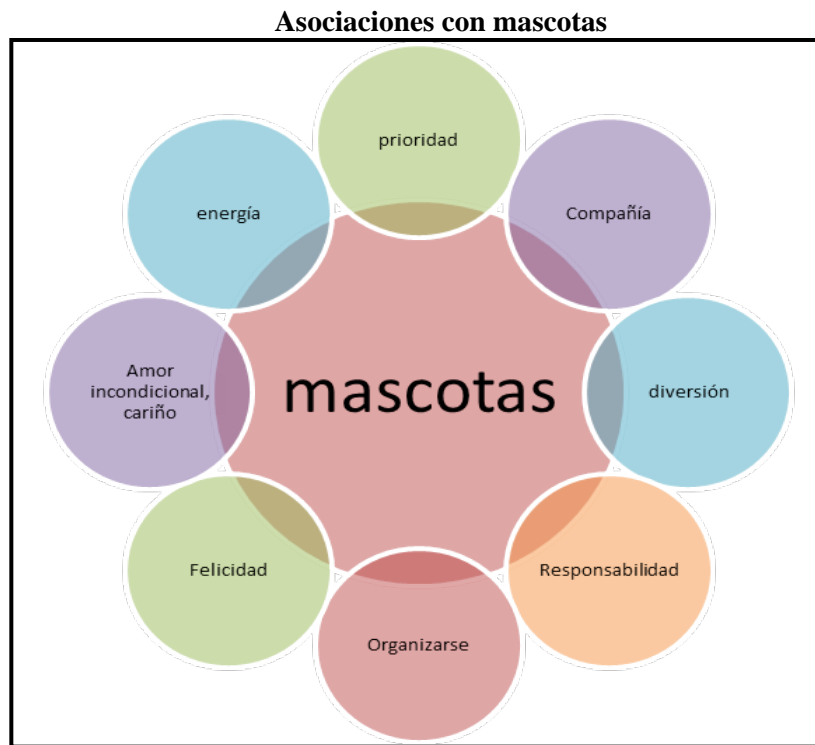 Asociaciones con mascotas
prioridad
energía
Compañía
Amor
incondicional,
cariño
mascotas
diversión
Felicidad
Responsabilidad
Organizarse